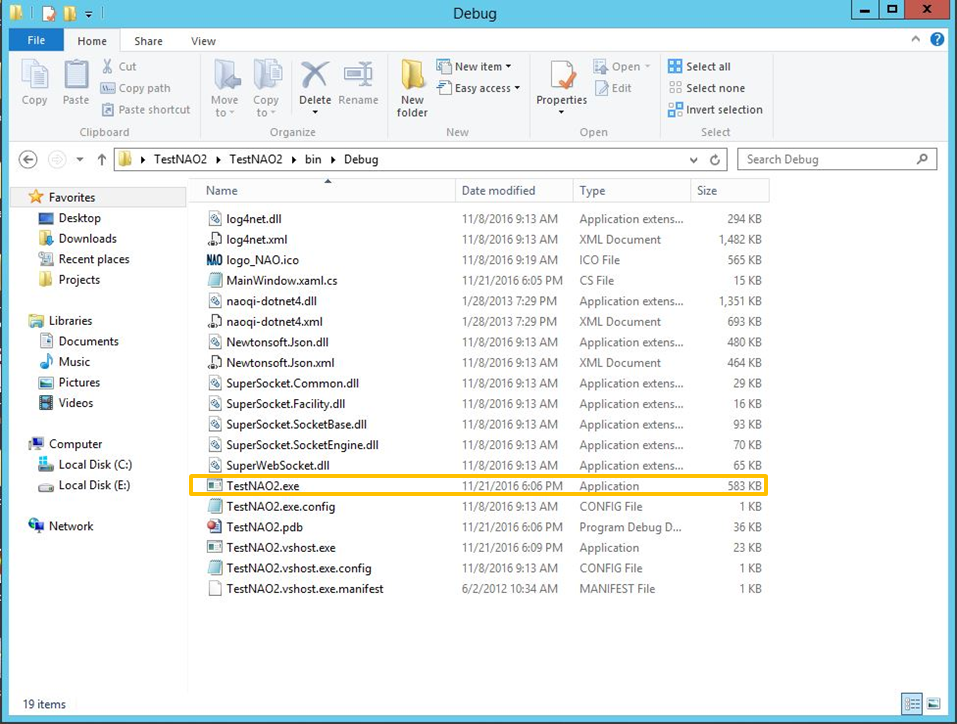 Debug
File Home Share View
Copy Paste Cut
Copy path
Paste shortcut
Clipboard
Move to Copy to Delete Rename
Organize
New folder New item
Easy access
New
Properties Open
Edit
Open
Select all
Select none
Invert selection
Select
TestNAO2 TestNAO2 bin Debug
Search Debug
Favorites
Desktop
Downloads
Recent places
Projects
Libraries
Documents
Music
Pictures
Videos
Computer
Local Disk (C:)
Local Disk (E:)
Network
Name Date modified Type Size
log4net.dll 11/8/2016 9:13 AM Application extens... 294 KB
log4net.xml 11/8/2016 9:13 AM XML Document 1,482 KB
NAO logo_NAO.ico 11/8/2016 9:19 AM ICO File 565 KB
MainWindow.xaml.cs 11/21/2016 6:05 PM CS File 15 KB
naoqi-dotnet4.dll 1/28/2013 7:29 PM Application extens... 1,351 KB
naoqi-dotnet4.xml 1/28/2013 7:29 PM XML Document 693 KB
Newtonsoft.Json.dll 11/8/2016 9:13 AM Application extens... 480 KB
Newtonsoft.Json.xml 11/8/2016 9:13 AM XML Document 464 KB
SuperSocket.Common.dll 11/8/2016 9:13 AM Application extens... 29 KB
SuperSocket.Facility.dll 11/8/2016 9:13 AM Application extens... 16 KB
SuperSocket.SocketBase.dll 11/8/2016 9:13 AM Application extens... 93 KB
SuperSocket.SocketEngine.dll 11/8/2016 9:13 AM Application extens... 70 KB
SuperWebSocket.dll 11/8/2016 9:13 AM Application extens... 65 KB
TestNAO2.exe 11/21/2016 6:06 PM Application 583 KB
TestNAO2.exe.config 11/8/2016 9:13 AM CONFIG File 1 KB
TestNAO2.pdb 11/21/2016 6:06 PM Program Debug D... 36 KB
TestNAO2.vshost.exe 11/21/2016 6:09 PM Application 23 KB
TestNAO2.vshost.exe.config 11/8/2016 9:13 AM CONFIG File 1 KB
TestNAO2.vshost.exe.manifest 6/2/2012 10:34 AM MANIFEST File 1 KB
19 items